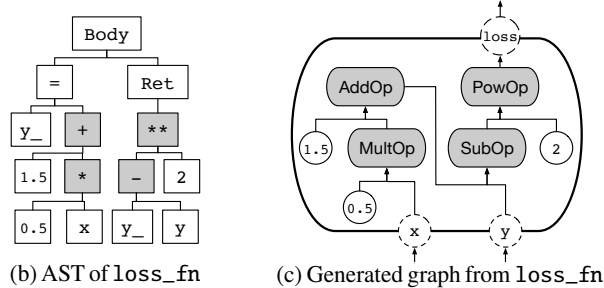 Body
=
Ret
y_
+
**
1.5
*
-
2
0.5
x
y_
y
(b) AST of loss_fn
loss
AddOp
PowOp
1.5
MultOp
SubOp
2
0.5
x
y
(c) Generated graph from loss_fn